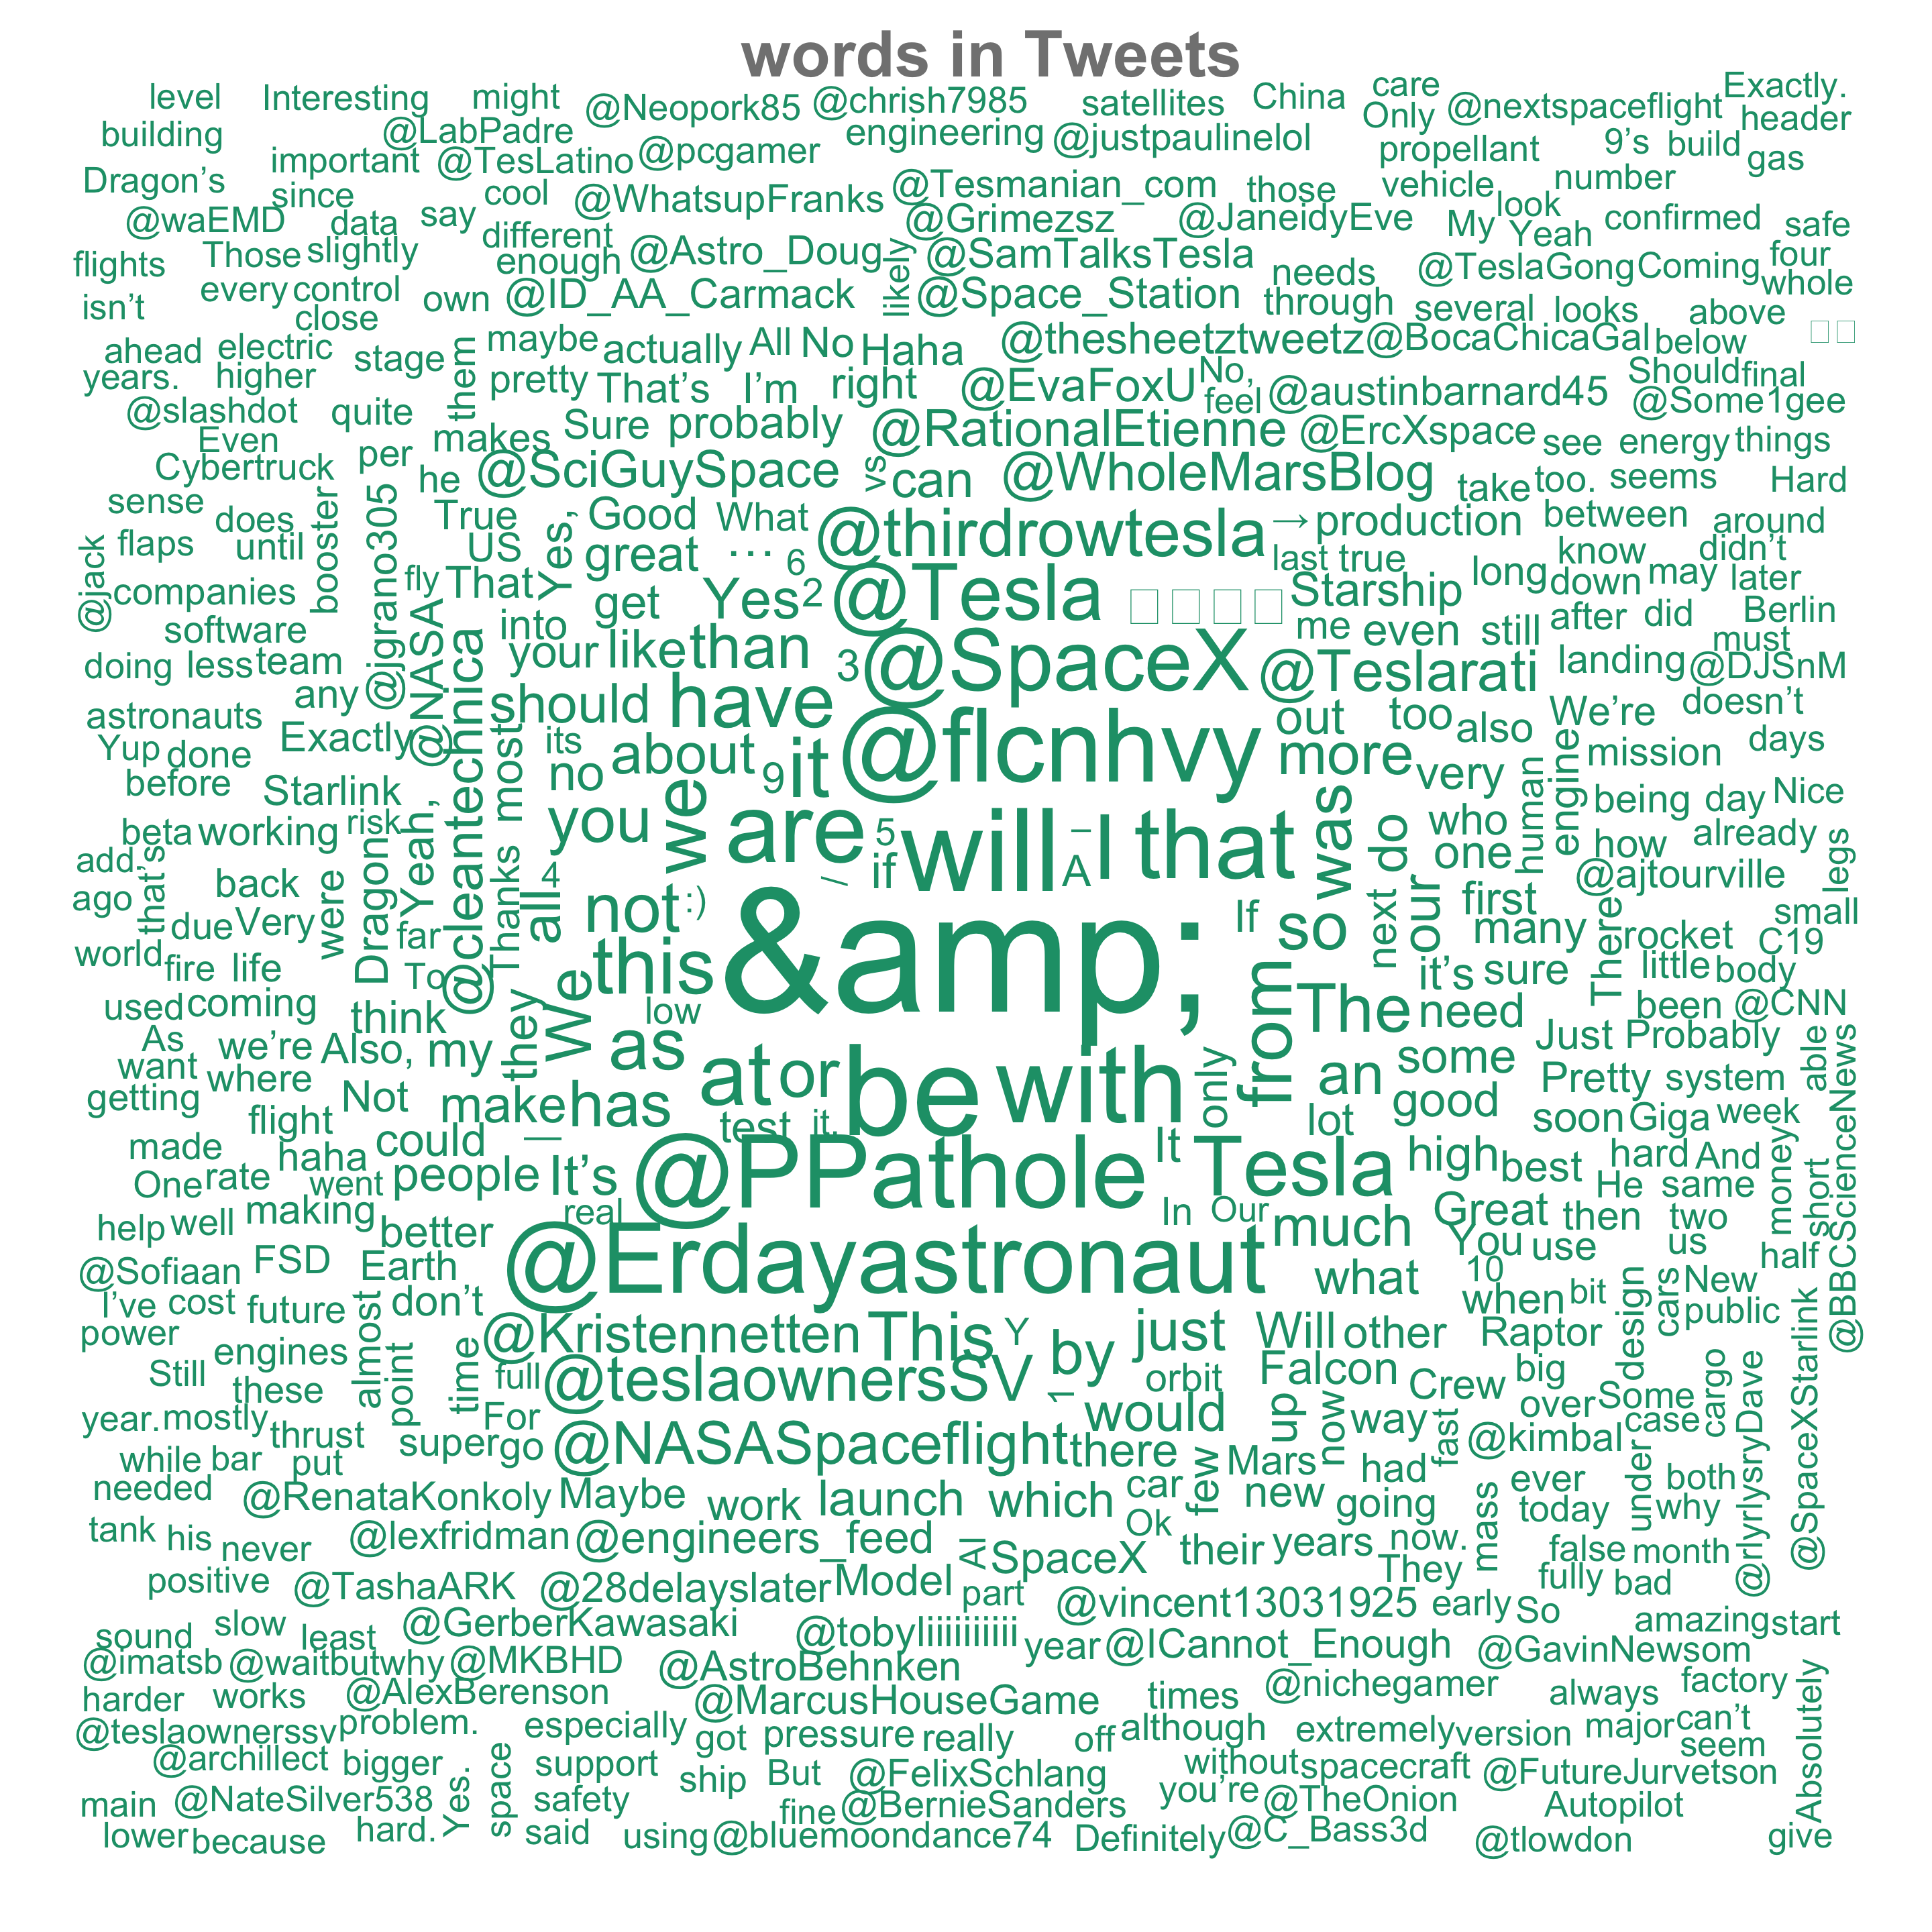 words in Tweets
level Interesting might @Neopork85 @chrish7985 satellites China care Exactly.
building @LabPadre engineering @justpaulinelol Only @nextspaceflight header
important @TesLatino @pcgamer propellant 9’s build gas
Dragon’s since cool @WhatsupFranks @Tesmanian_com those vehicle number
@waEMD data say different @Grimezsz @JaneidyEve My look Yeah confirmed safe
flights Those slightly enough @Astro_Doug likely @SamTalksTesla needs @TeslaGong Coming four whole
isn’t every control own @ID_AA_Carmack @Space_Station through several looks above
close maybe actually All No Haha @thesheetztweetz @BocaChicaGal below
ahead electric stage them
years. higher pretty That’s I’m right @EvaFoxU No, feel @austinbarnard45 Should final
@slashdot quite makes Sure probably @RationalEtienne @ErcXspace see energy things @Some1gee
Even per he @SciGuySpace vs can @WholeMarsBlog take too. seems Hard
Cybertruck
sense does booster @jgrano305 True Yes, Good What @thirdrowtesla → production between around
@jack flaps until US great … 6 last true know didn’t
companies fly That get Yes 2 @Tesla Starship long down may later
software @NASA into me even still after did Berlin must
doing less team @cleantechnica your like than 3 @SpaceX @Teslarati landing @DJSnM
any should have out too also We’re doesn’t
astronauts Exactly most its about it @flcnhvy more very engine mission days
Yup done no 9
before Starlink Yeah, you we are 5 will – I that was do who human being day Nice
beta working risk if A one how already
add. that’s Dragon Thanks all 4 / @ajtourville legs
ago back were not :) &amp; If so next our first many There rocket small
due Very far this C19
world fire life To We from it’s sure little body
used coming think they low The need been @CNN
As we’re Also, my as an some Just Probably able @BBCScienceNews
want where at or be with only Pretty system
getting Not make has good soon Giga week
flight could — test it. lot
made haha people It’s @PPathole It Tesla high best hard And money short
One rate went He same
help well making better real In Our much Great then two
@Sofiaan FSD Earth @Erdayastronaut what You use us half
I’ve cost future almost don’t 10 when bit design cars New public
power engines point time @Kristennetten This Y by just Will other Raptor @SpaceXStarlink
Still these full @teslaownersSV 1 orbit Falcon Crew big cargo
year. mostly thrust For would up now way fast over Some case @rlyrlysryDave
while bar put super go @NASASpaceflight there few Mars had @kimbal under both
needed @RenataKonkoly Maybe work launch which car new going mass ever today why
tank his never @lexfridman @engineers_feed AI SpaceX Ok their years now. They false month
positive @TashaARK @28delayslater Model part @vincent13031925 early So fully bad
sound slow least @GerberKawasaki @tobyliiiiiiiiii year @ICannot_Enough amazing start
@imatsb @waitbutwhy @MKBHD @AstroBehnken @GavinNewsom
harder works @AlexBerenson @MarcusHouseGame times @nichegamer always factory Absolutely
@teslaownerssv problem. especially got pressure really off although extremely version major can’t
@archillect bigger space support ship But @FelixSchlang without spacecraft @FutureJurvetson seem
main @NateSilver538 Yes. safety fine @BernieSanders you’re @TheOnion Autopilot
lower because hard. said using @bluemoondance74 Definitely @C_Bass3d @tlowdon give